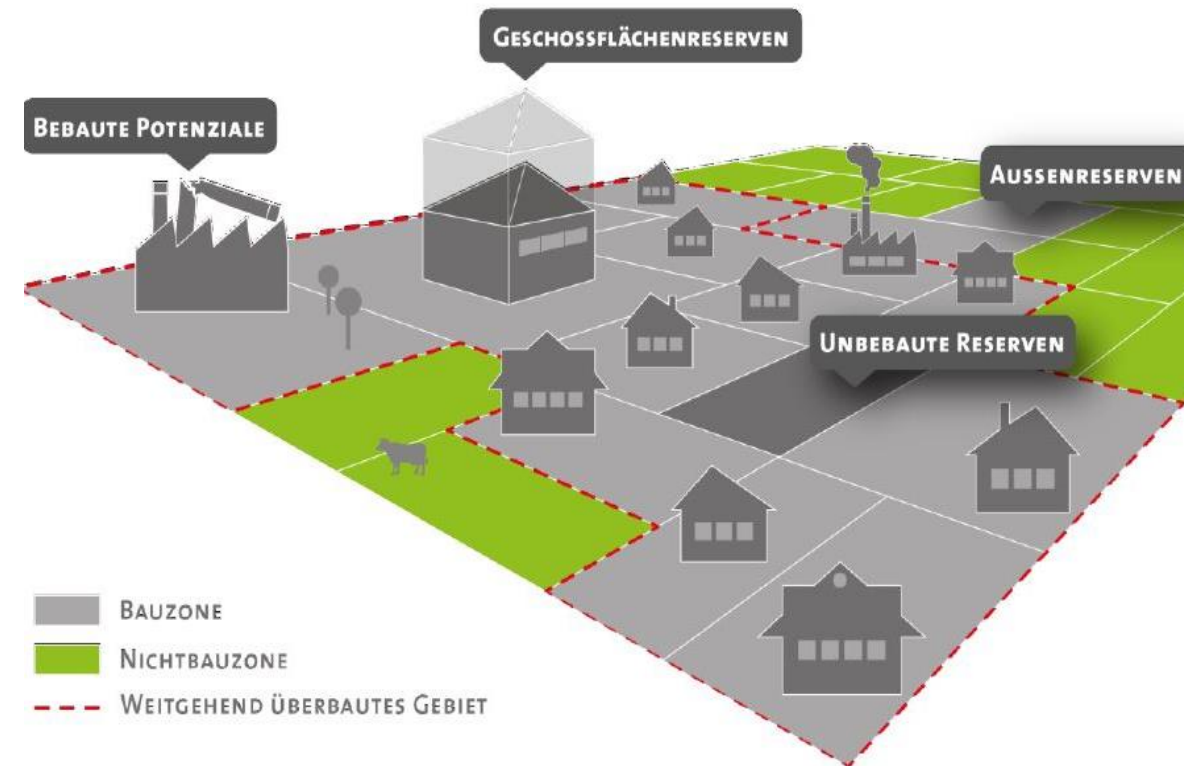 GESCHOSSFLÄCHENRESERVEN
BEBAUTE POTENZIALE
AUSSENRESERVEN
UNBEBAUTE RESERVEN
BAUZONE
NICHTBAUZONE
WEITGEHEND ÜBERBAUTES GEBIET